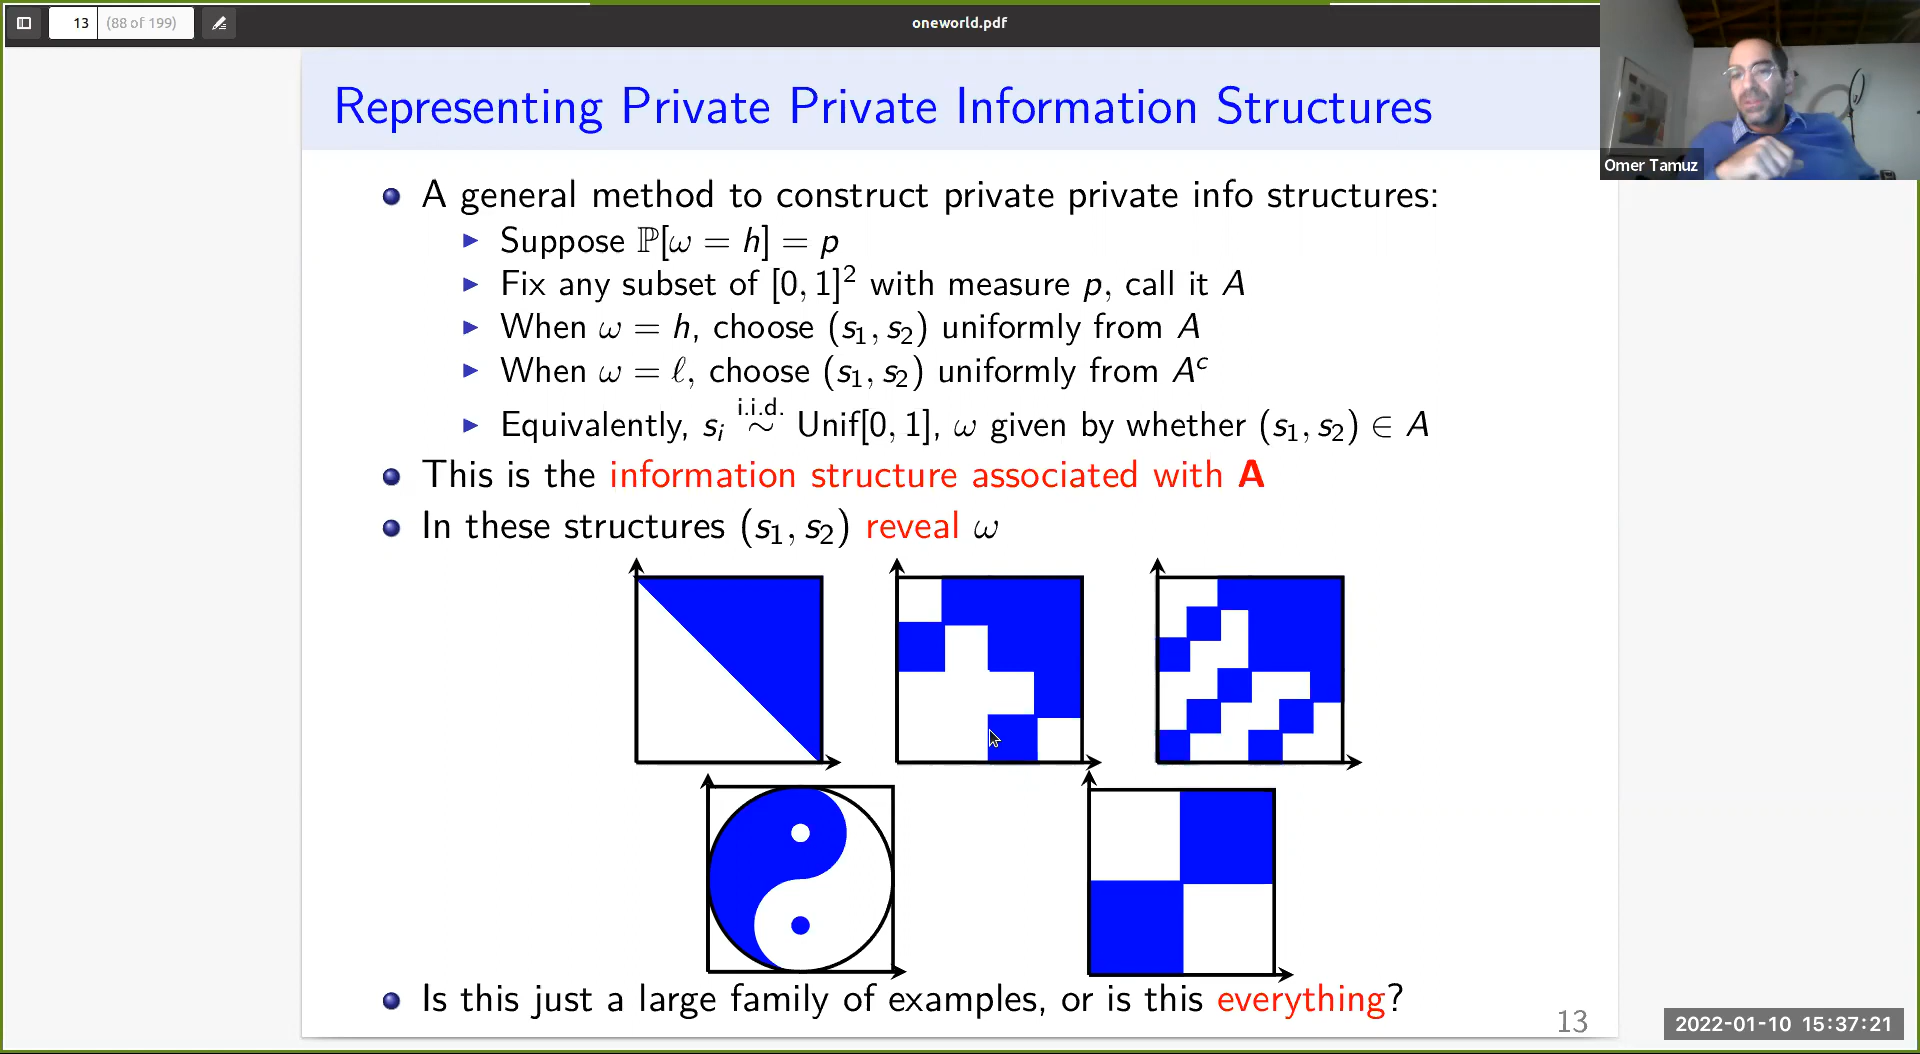 13 (88 of 199)
oneworld.pdf
Representing Private Private Information Structures
Omer Tamuz
A general method to construct private private info structures:
Suppose ℙ[ω = h] = p
Fix any subset of [0, 1]² with measure p, call it A
When ω = h, choose (s₁, s₂) uniformly from A
When ω = ℓ, choose (s₁, s₂) uniformly from Aᶜ
Equivalently, sᵢ i.i.d. ∼ Unif[0, 1], ω given by whether (s₁, s₂) ∈ A
This is the information structure associated with A
In these structures (s₁, s₂) reveal ω
Is this just a large family of examples, or is this everything?
13
2022-01-10 15:37:21